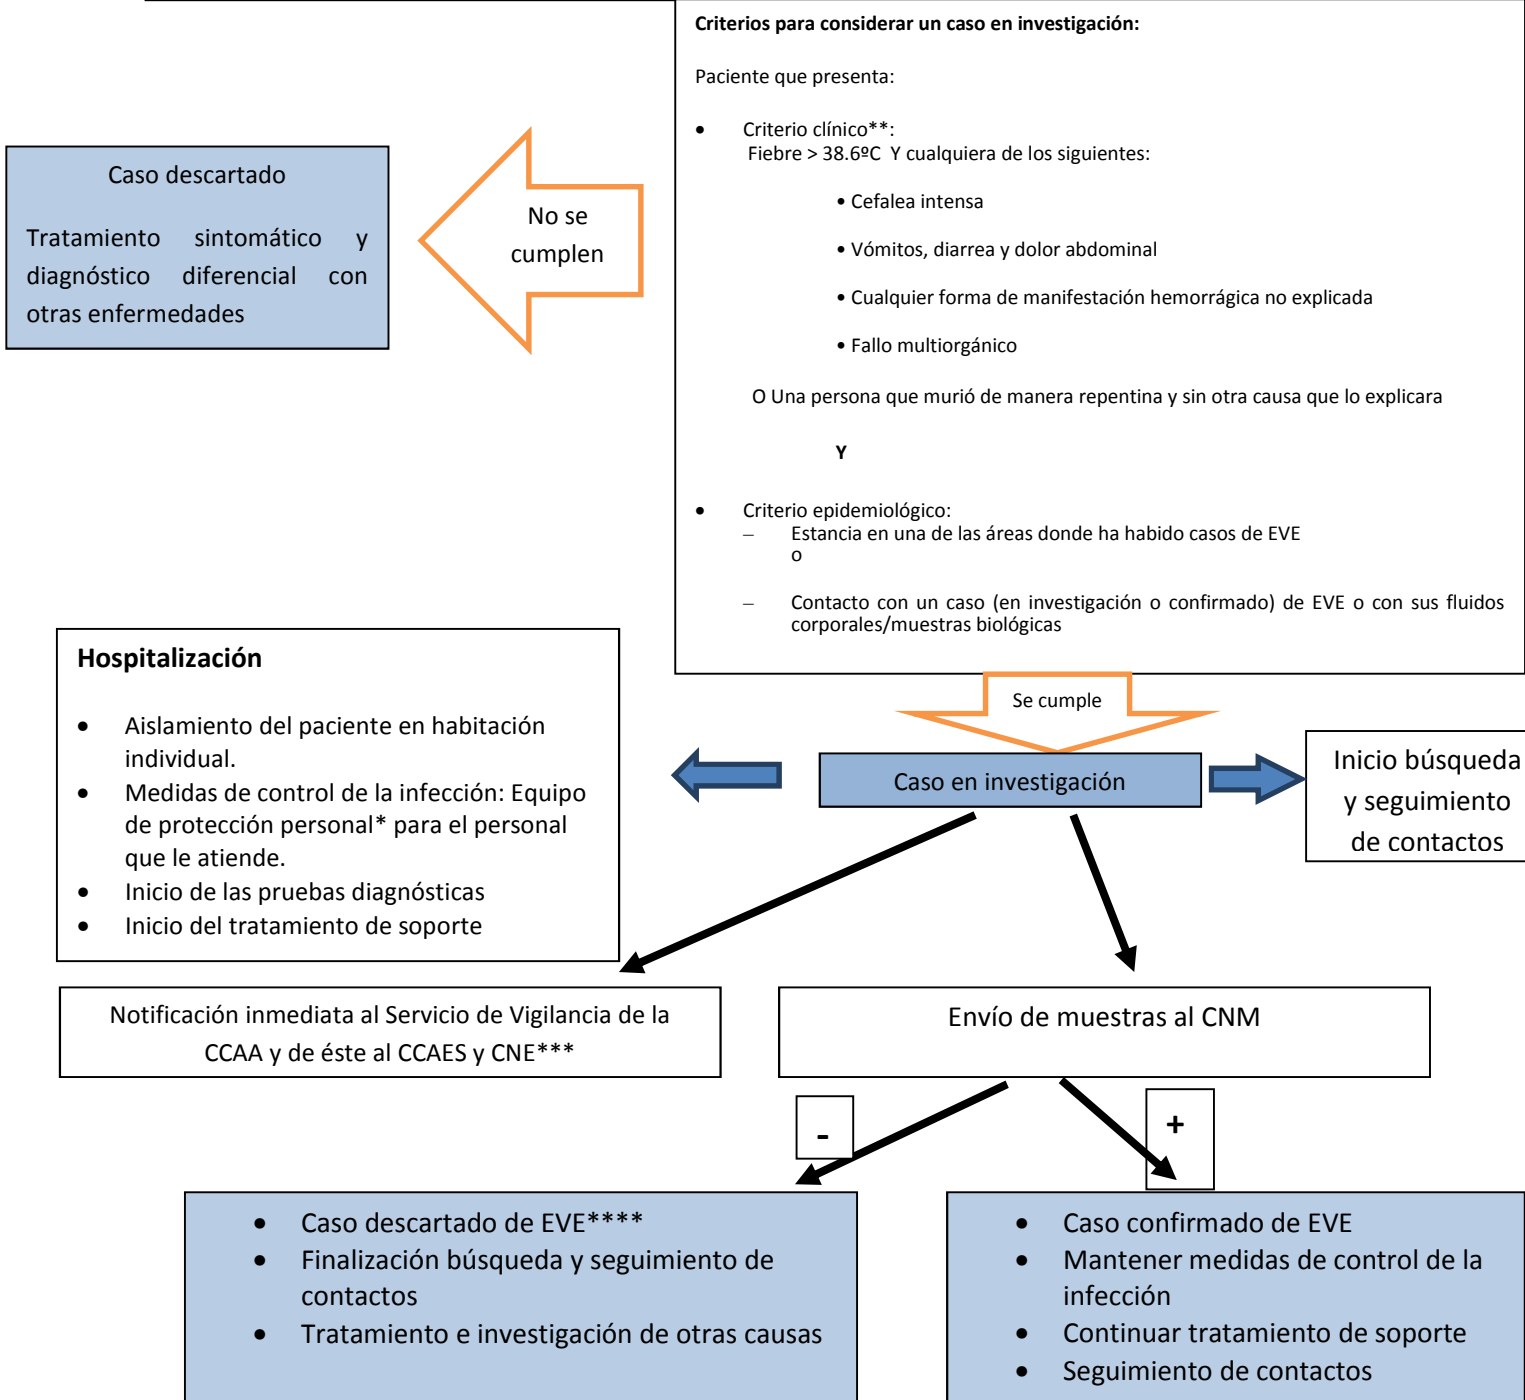 Criterios para considerar un caso en investigación:
Paciente que presenta:
• Criterio clínico**:
Fiebre > 38.6ºC Y cualquiera de los siguientes:
• Cefalea intensa
• Vómitos, diarrea y dolor abdominal
• Cualquier forma de manifestación hemorrágica no explicada
• Fallo multiorgánico
O Una persona que murió de manera repentina y sin otra causa que lo explicara
Y
• Criterio epidemiológico:
– Estancia en una de las áreas donde ha habido casos de EVE
o
– Contacto con un caso (en investigación o confirmado) de EVE o con sus fluidos
corporales/muestras biológicas
No se
cumplen
Caso descartado
Tratamiento sintomático y
diagnóstico diferencial con
otras enfermedades
Se cumple
Caso en investigación
Hospitalización
• Aislamiento del paciente en habitación
individual.
• Medidas de control de la infección: Equipo
de protección personal* para el personal
que le atiende.
• Inicio de las pruebas diagnósticas
• Inicio del tratamiento de soporte
Inicio búsqueda
y seguimiento
de contactos
Notificación inmediata al Servicio de Vigilancia de la
CCAA y de éste al CCAES y CNE***
Envío de muestras al CNM
-
+
• Caso descartado de EVE****
• Finalización búsqueda y seguimiento de
contactos
• Tratamiento e investigación de otras causas
• Caso confirmado de EVE
• Mantener medidas de control de la
infección
• Continuar tratamiento de soporte
• Seguimiento de contactos